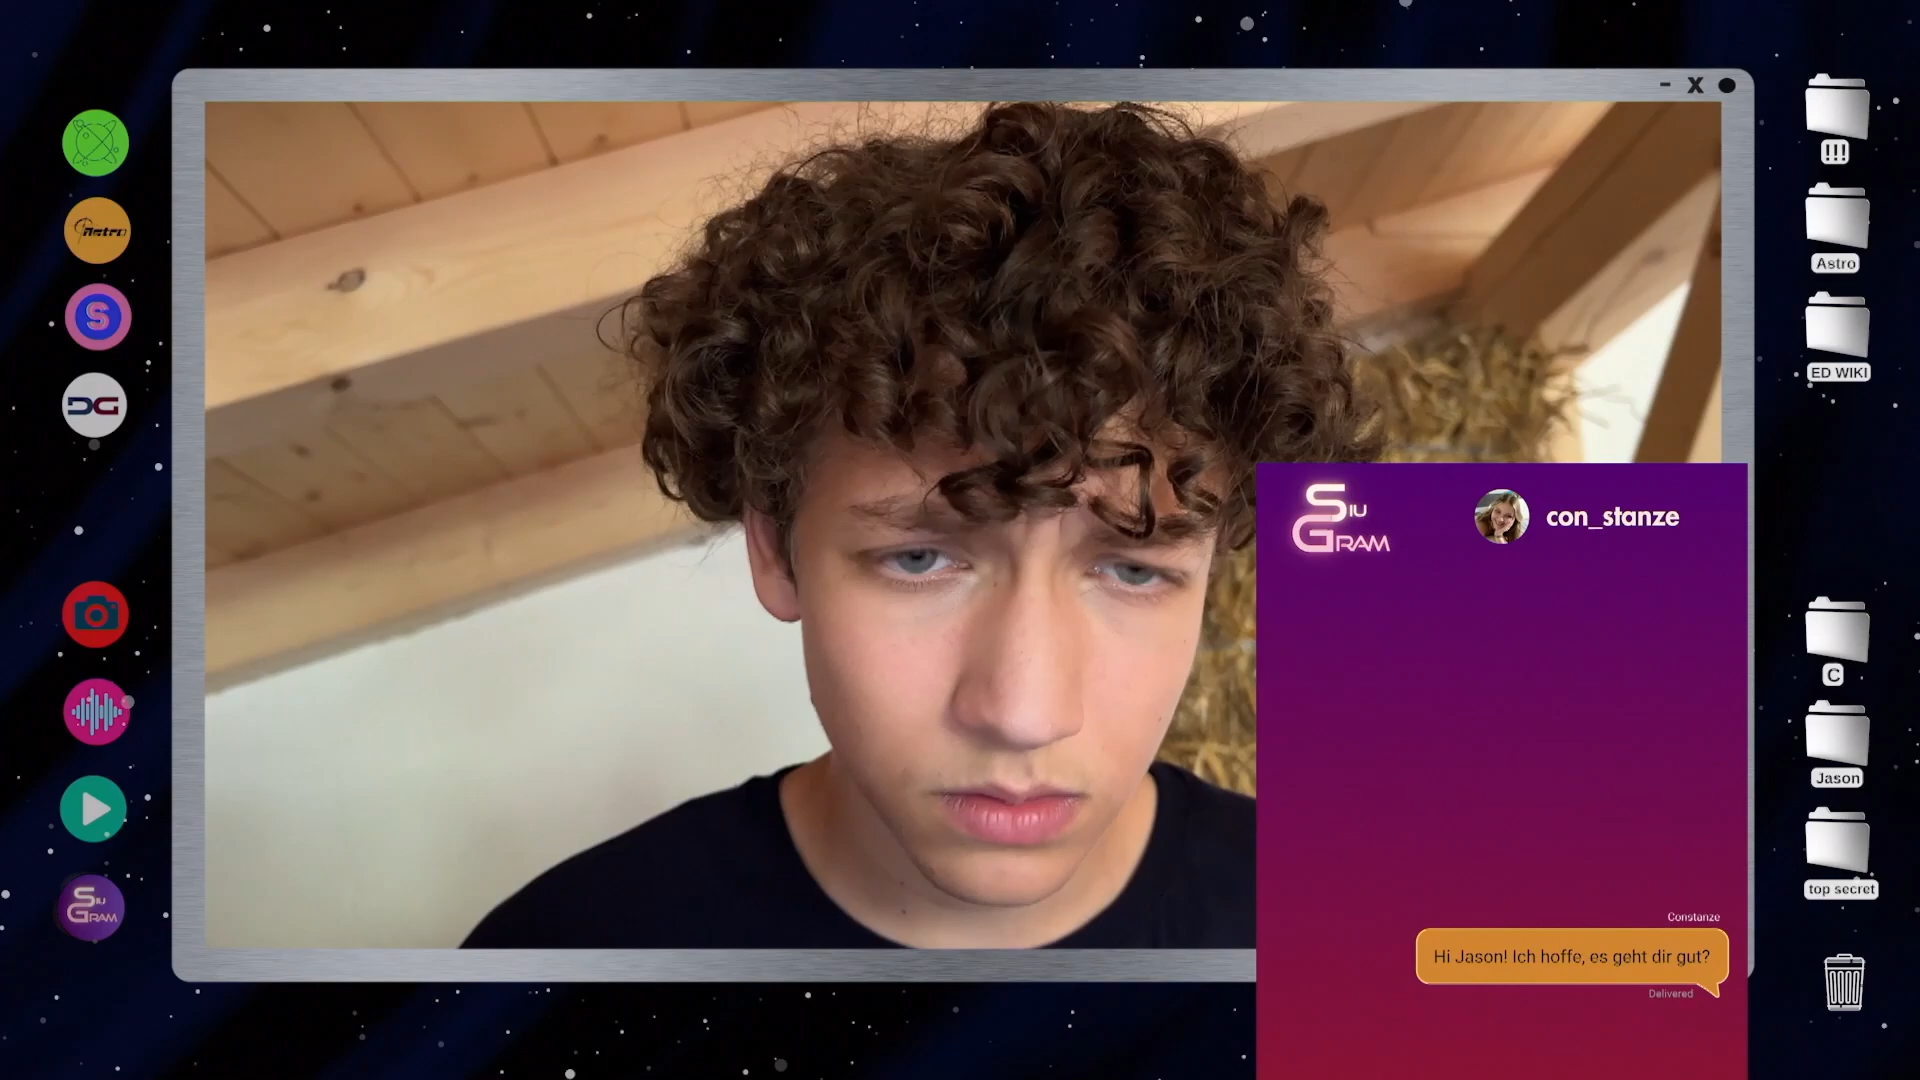 Astro
S
DG
SIU
GRAM
- X
SIU
GRAM
con_stanze
Constanze
Hi Jason! Ich hoffe, es geht dir gut?
Delivered
!!!
Astro
ED WIKI
C
Jason
top secret